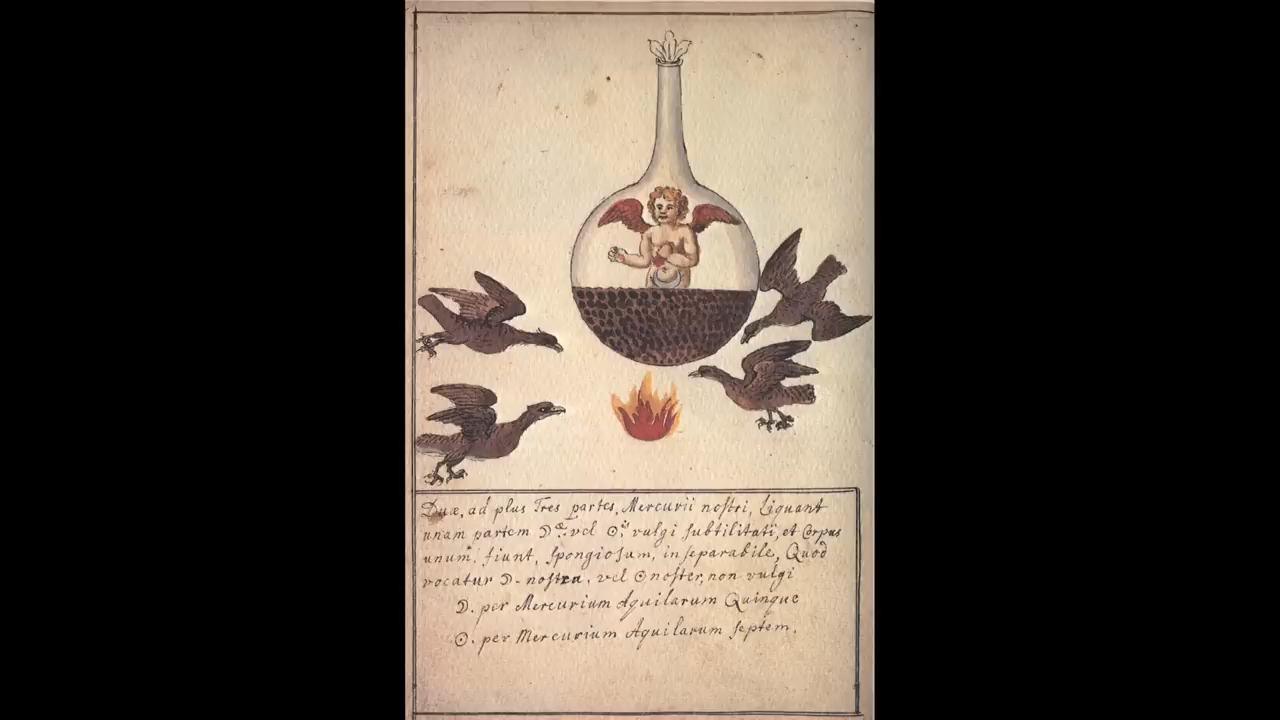 Duæ, ad plus Tres partes, Mercurii nostri, Liquant
unam partem ☽æ: vel ☉ii vulgi subtilitati, et Corpus
unum, fiunt, Spongiosum, inseparabile, Quod
vocatur ☽- nostra, vel ☉ noster, non vulgi
☽. per Mercurium Aquilarum Quinque
☉. per Mercurium Aquilarum septem.